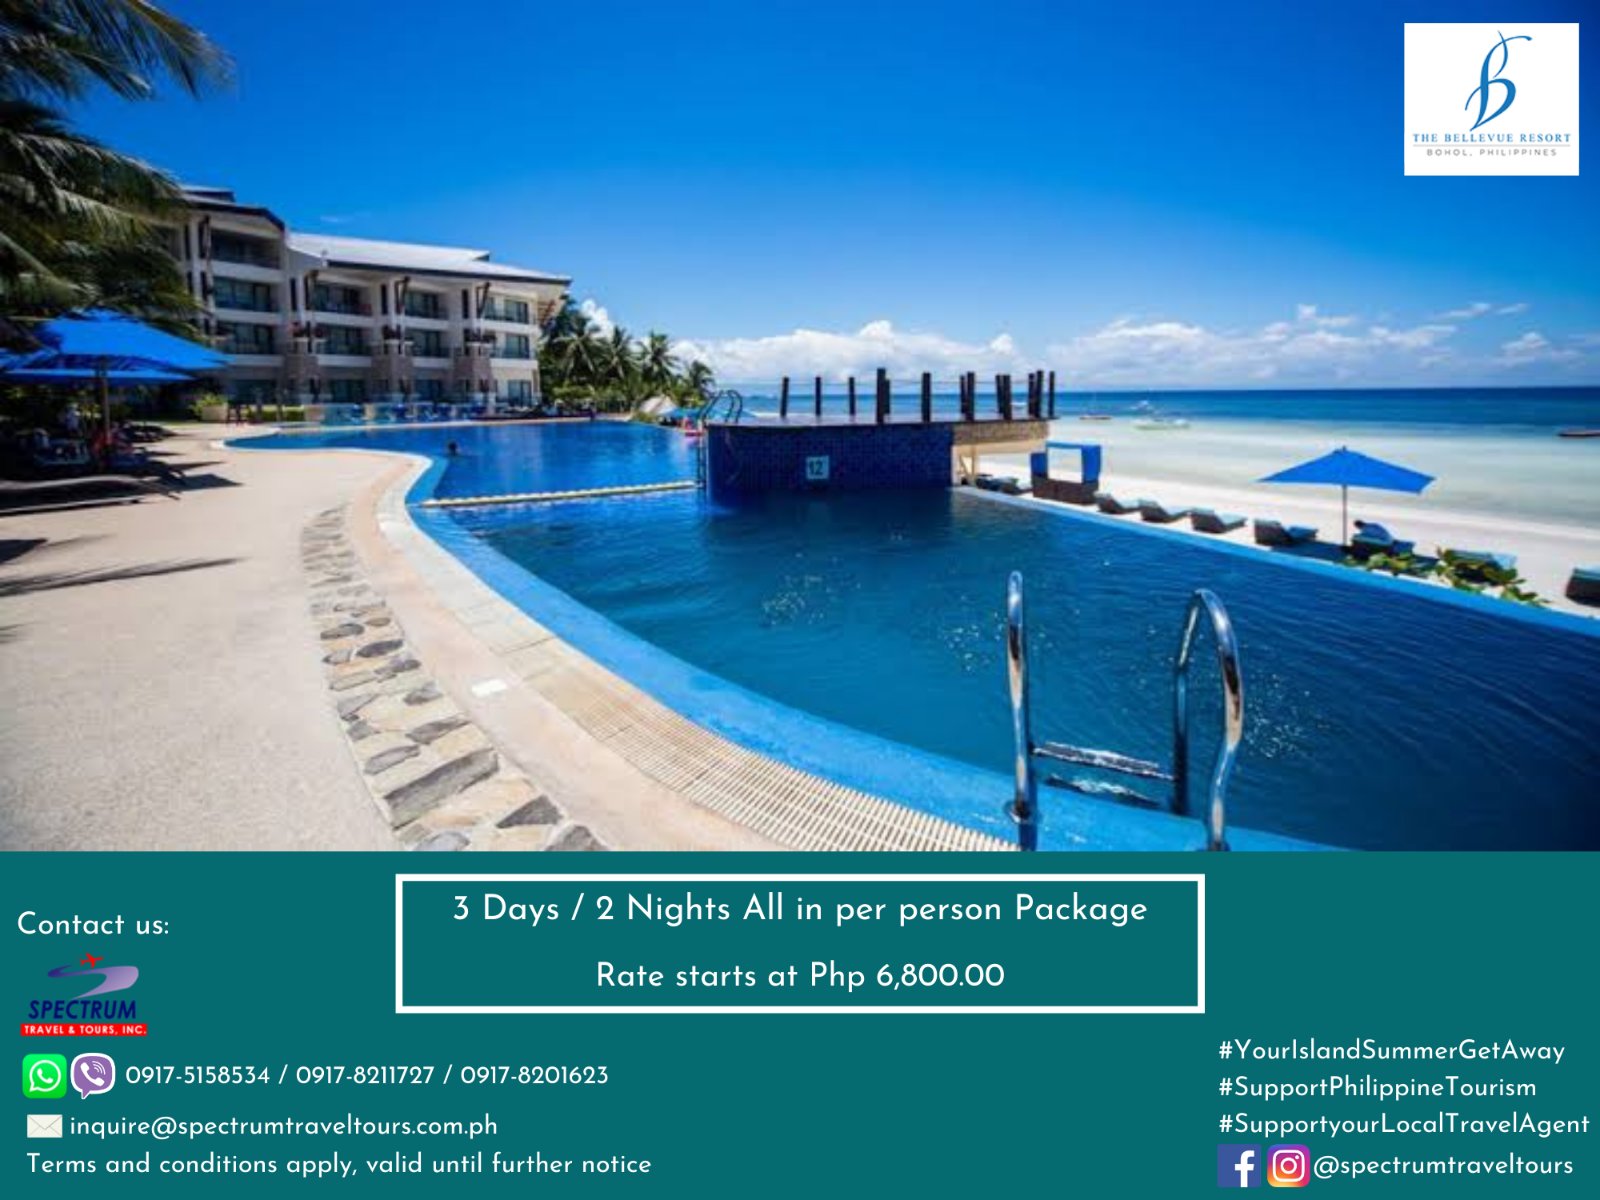 THE BELLEVUE RESORT
BOHOL, PHILIPPINES
12
3 Days / 2 Nights All in per person Package
Rate starts at Php 6,800.00
Contact us:
SPECTRUM
TRAVEL & TOURS, INC.
0917-5158534 / 0917-8211727 / 0917-8201623
inquire@spectrumtraveltours.com.ph
Terms and conditions apply, valid until further notice
#YourIslandSummerGetAway
#SupportPhilippineTourism
#SupportyourLocalTravelAgent
@spectrumtraveltours